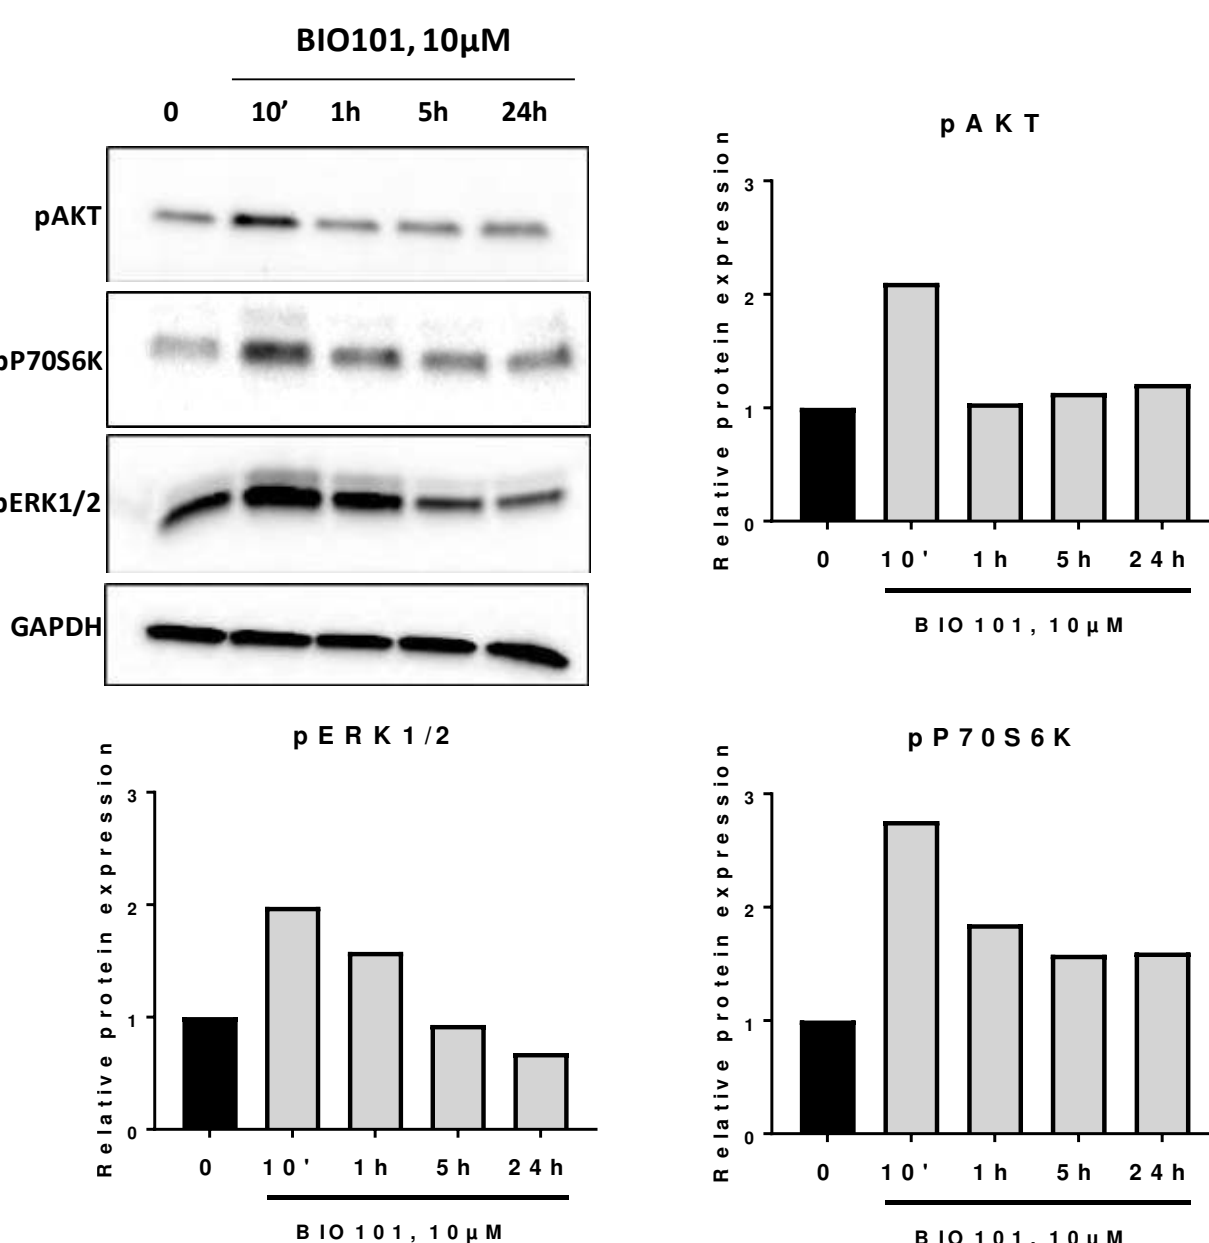 BIO101, 10µM
0 10’ 1h 5h 24h
pAKT
pP70S6K
pERK1/2
GAPDH
pAKT
Relative protein expression
3
2
1
0
0 10' 1h 5h 24h
BIO101, 10µM
pERK1/2
Relative protein expression
3
2
1
0
0 10' 1h 5h 24h
BIO101, 10µM
pP70S6K
Relative protein expression
3
2
1
0
0 10' 1h 5h 24h
BIO101, 10µM